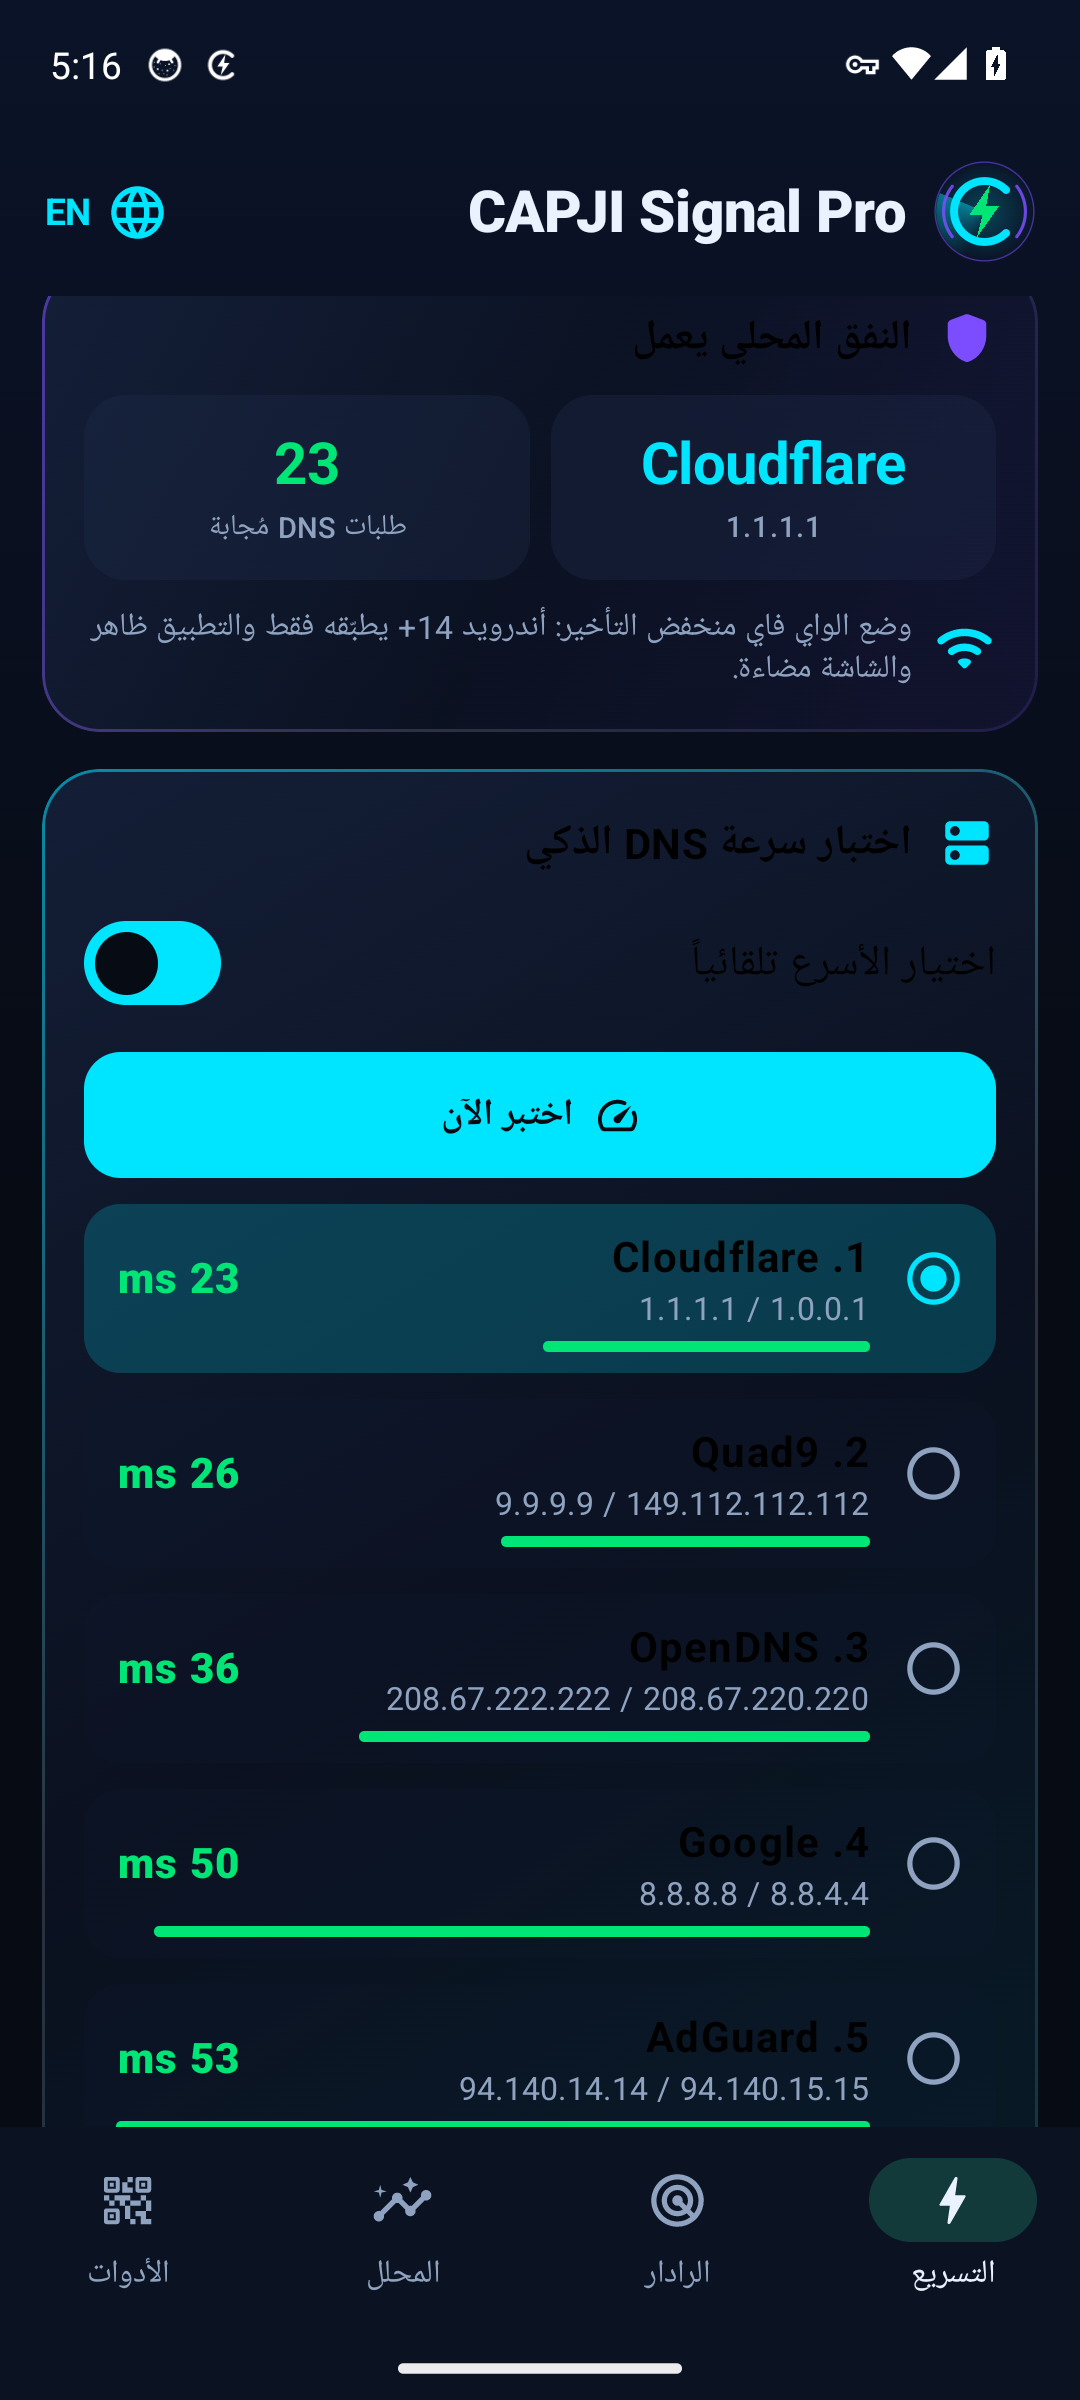 5:16
CAPJI Signal Pro
EN
النفق المحلي يعمل
Cloudflare
1.1.1.1
23
طلبات DNS مُجابة
وضع الواي فاي منخفض التأخير: أندرويد 14+ يطبّقه فقط والتطبيق ظاهر
والشاشة مضاءة.
اختبار سرعة DNS الذكي
اختيار الأسرع تلقائياً
اختبر الآن
1. Cloudflare
1.1.1.1 / 1.0.0.1
23 ms
2. Quad9
9.9.9.9 / 149.112.112.112
26 ms
3. OpenDNS
208.67.222.222 / 208.67.220.220
36 ms
4. Google
8.8.8.8 / 8.8.4.4
50 ms
5. AdGuard
94.140.14.14 / 94.140.15.15
53 ms
التسريع
الرادار
المحلل
الأدوات